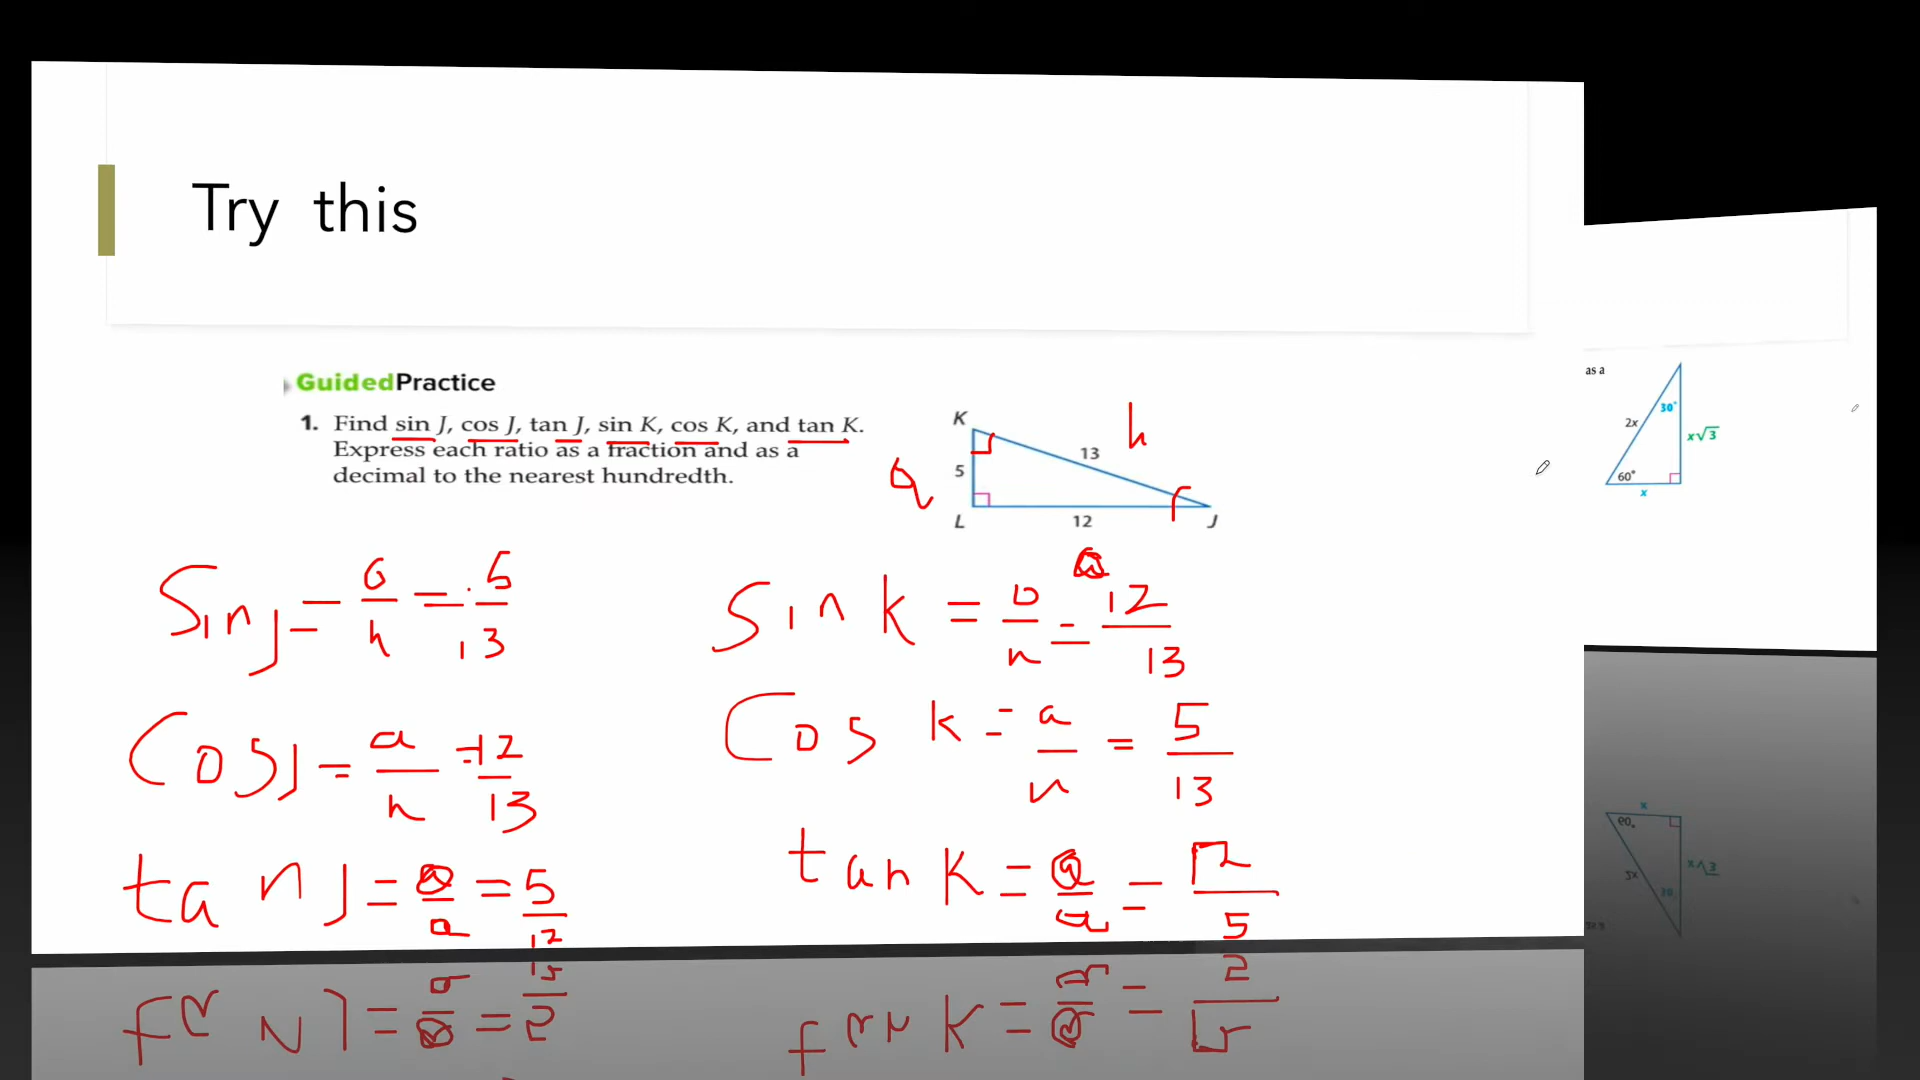 Try this
GuidedPractice
1. Find sin J, cos J, tan J, sin K, cos K, and tan K.
Express each ratio as a fraction and as a
decimal to the nearest hundredth.
K
h
13
5
a
L
12
J
Sin J = o/h = 5/13
Cos J = a/h = 12/13
tan J = o/a = 5/12
Sin k = o/h = 12/13
Cos k = a/h = 5/13
tan K = o/a = 12/5
as a
30°
2x
x√3
60°
x